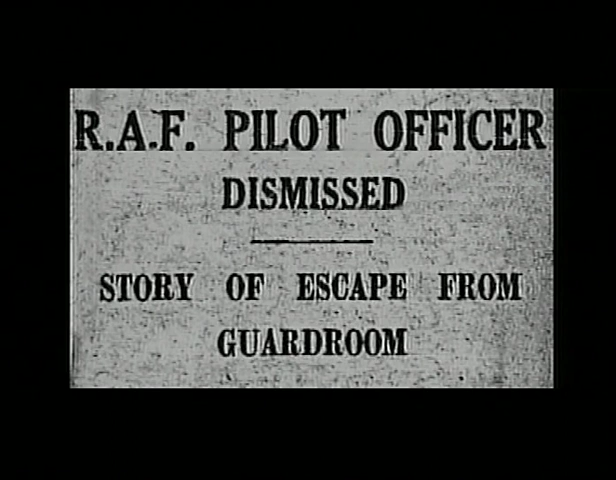 R.A.F. PILOT OFFICER
DISMISSED
STORY OF ESCAPE FROM
GUARDROOM